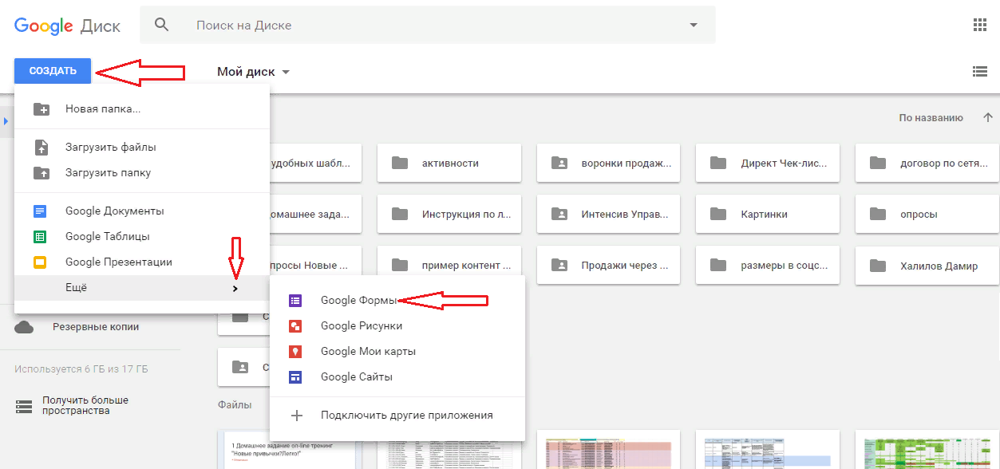 Google Диск
Поиск на Диске
СОЗДАТЬ
Мой диск
Новая папка...
По названию
Загрузить файлы
Загрузить папку
удобных шабл...
активности
воронки продаж...
Директ Чек-лис...
договор по сетя...
Google Документы
омашнее зада...
Инструкция по л...
Интенсив Управ...
Картинки
опросы
Google Таблицы
Google Презентации
просы Новые ...
пример контент ...
Продажи через ...
размеры в соцс...
Халилов Дамир
Ещё
Google Формы
С
Резервные копии
Google Рисунки
Google Мои карты
Используется 6 ГБ из 17 ГБ
С
Google Сайты
Получить больше
пространства
Файлы
Подключить другие приложения
1 Домашнее задание on-line тренинг
"Новые привычки?Легко!"